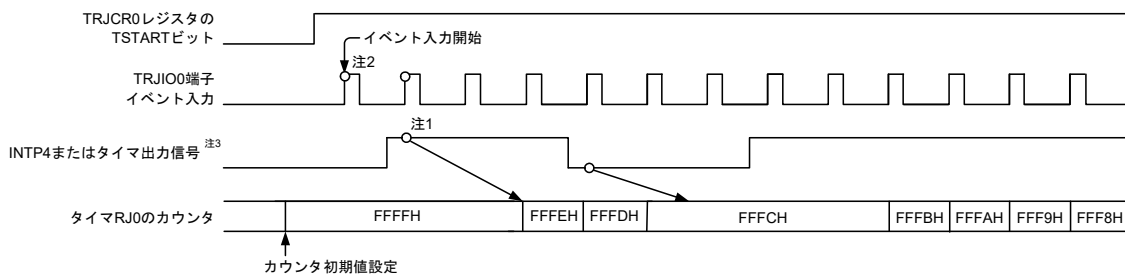 TRJCR0レジスタの
TSTARTビット
イベント入力開始
注2
TRJIO0端子
イベント入力
注1
INTP4またはタイマ出力信号 注3
タイマRJ0のカウンタ
FFFFH
FFFEH
FFFDH
FFFCH
FFFBH
FFFAH
FFF9H
FFF8H
カウンタ初期値設定